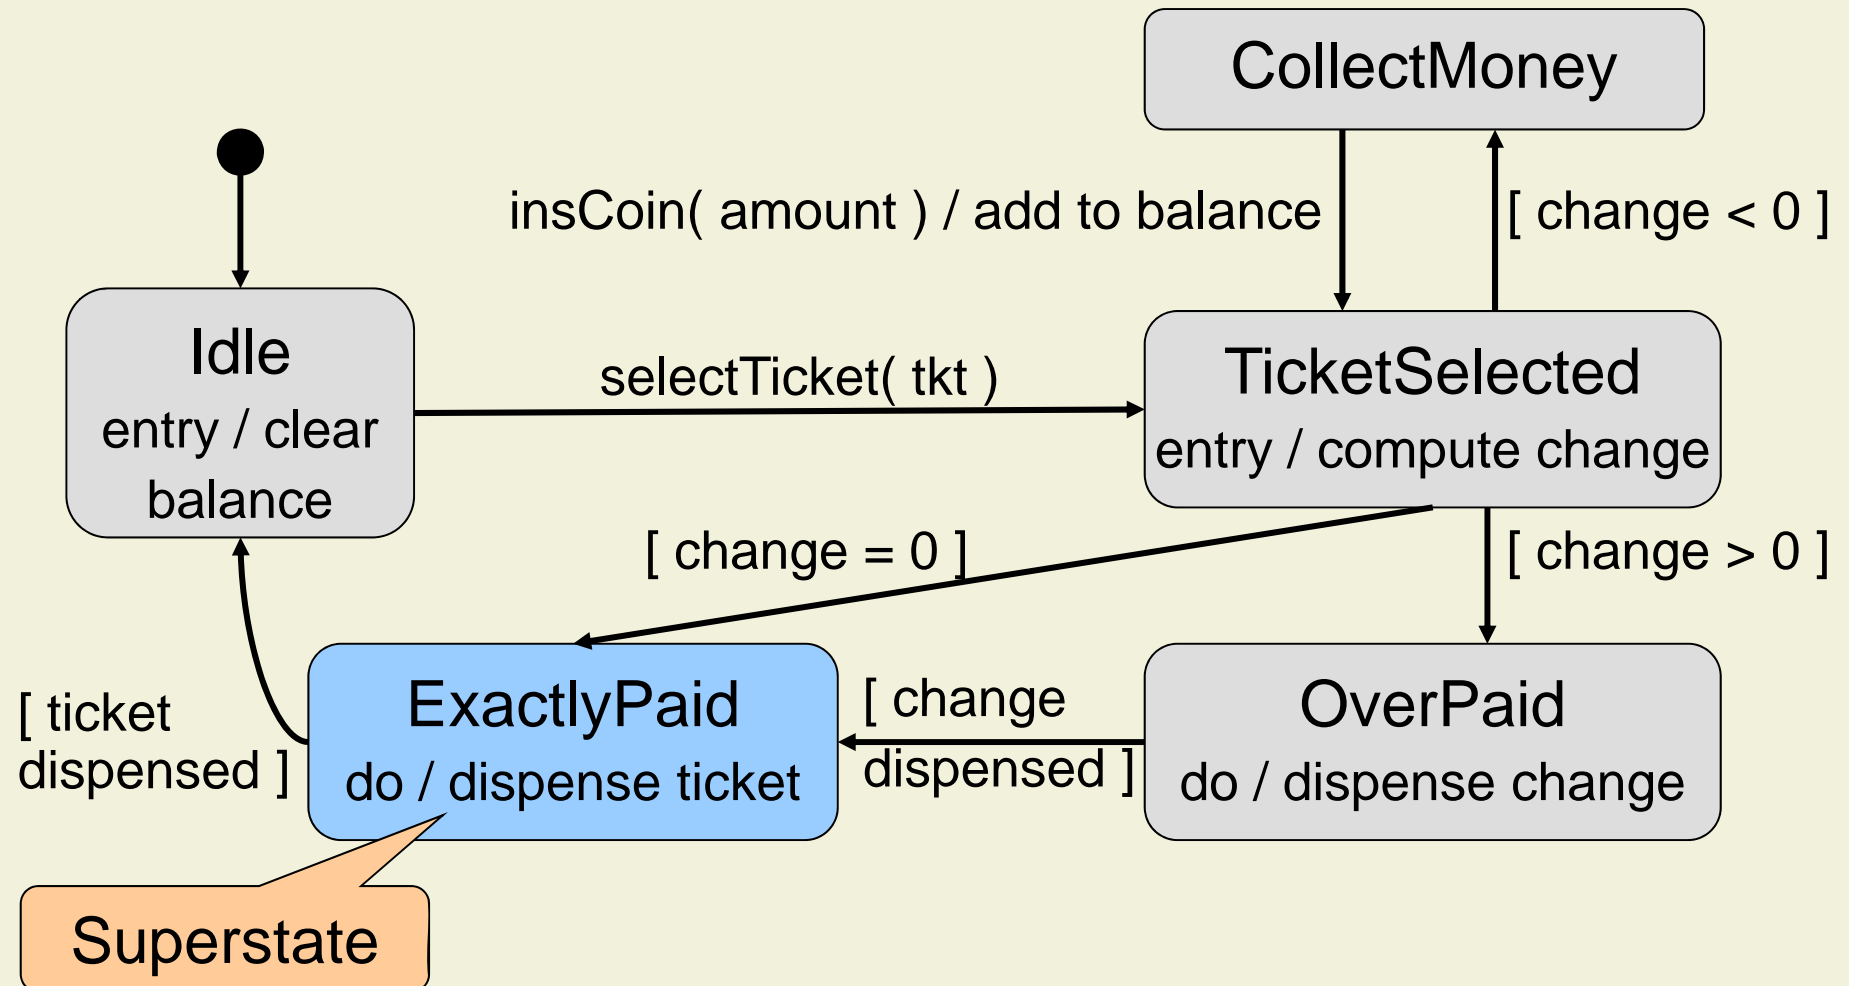 CollectMoney
insCoin( amount ) / add to balance
[ change < 0 ]
Idle
entry / clear
balance
selectTicket( tkt )
TicketSelected
entry / compute change
[ change = 0 ]
[ change > 0 ]
[ ticket
dispensed ]
ExactlyPaid
do / dispense ticket
[ change
dispensed ]
OverPaid
do / dispense change
Superstate